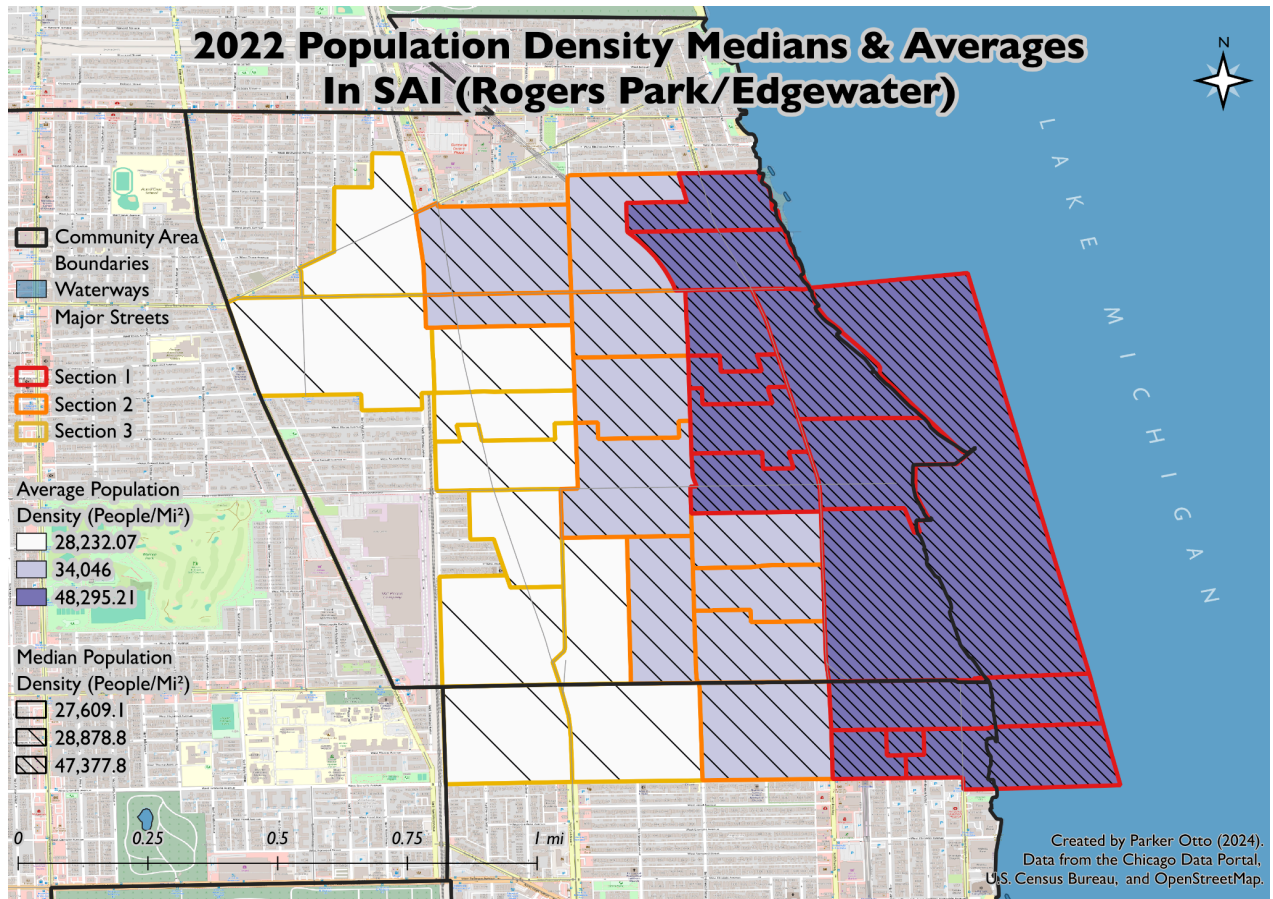 2022 Population Density Medians & Averages
In SAI (Rogers Park/Edgewater)
N
LAKE MICHIGAN
Community Area
Boundaries
Waterways
Major Streets
Section 1
Section 2
Section 3
Average Population
Density (People/Mi²)
28,232.07
34,046
48,295.21
Median Population
Density (People/Mi²)
27,609.1
28,878.8
47,377.8
0 0.25 0.5 0.75 1 mi
Created by Parker Otto (2024).
Data from the Chicago Data Portal,
U.S. Census Bureau, and OpenStreetMap.